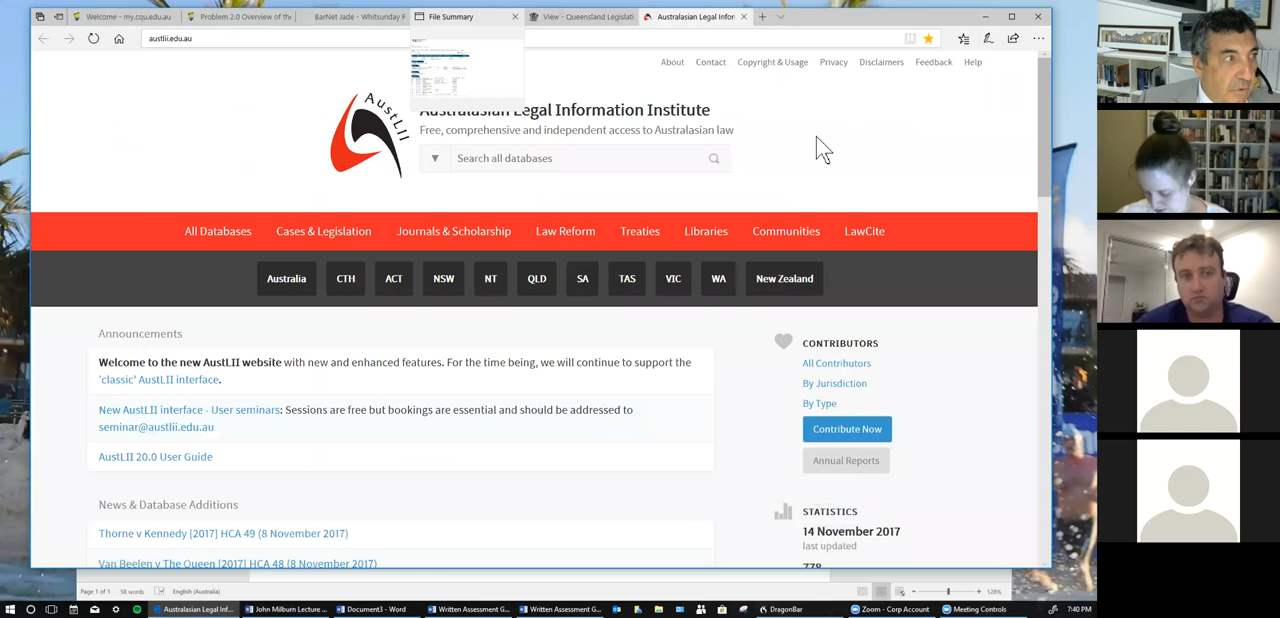 Welcome - my.cqu.edu.au
Problem 2.0 Overview of the
BarNet Jade - Whitsunday F
File Summary
View - Queensland Legislati
Australasian Legal Infor
austlii.edu.au
About
Contact
Copyright & Usage
Privacy
Disclaimers
Feedback
Help
AustLII
Australasian Legal Information Institute
Free, comprehensive and independent access to Australasian law
Search all databases
All Databases
Cases & Legislation
Journals & Scholarship
Law Reform
Treaties
Libraries
Communities
LawCite
Australia
CTH
ACT
NSW
NT
QLD
SA
TAS
VIC
WA
New Zealand
Announcements
Welcome to the new AustLII website with new and enhanced features. For the time being, we will continue to support the
'classic' AustLII interface.
New AustLII interface - User seminars: Sessions are free but bookings are essential and should be addressed to
seminar@austlii.edu.au
AustLII 20.0 User Guide
CONTRIBUTORS
All Contributors
By Jurisdiction
By Type
Contribute Now
Annual Reports
News & Database Additions
Thorne v Kennedy [2017] HCA 49 (8 November 2017)
Van Beelen v The Queen [2017] HCA 48 (8 November 2017)
STATISTICS
14 November 2017
last updated
778
Page 1 of 1
58 words
English (Australia)
128%
Australasian Legal Inf...
John Milburn Lecture ...
Document3 - Word
Written Assessment G...
Written Assessment G...
DragonBar
Zoom - Corp Account
Meeting Controls
7:40 PM